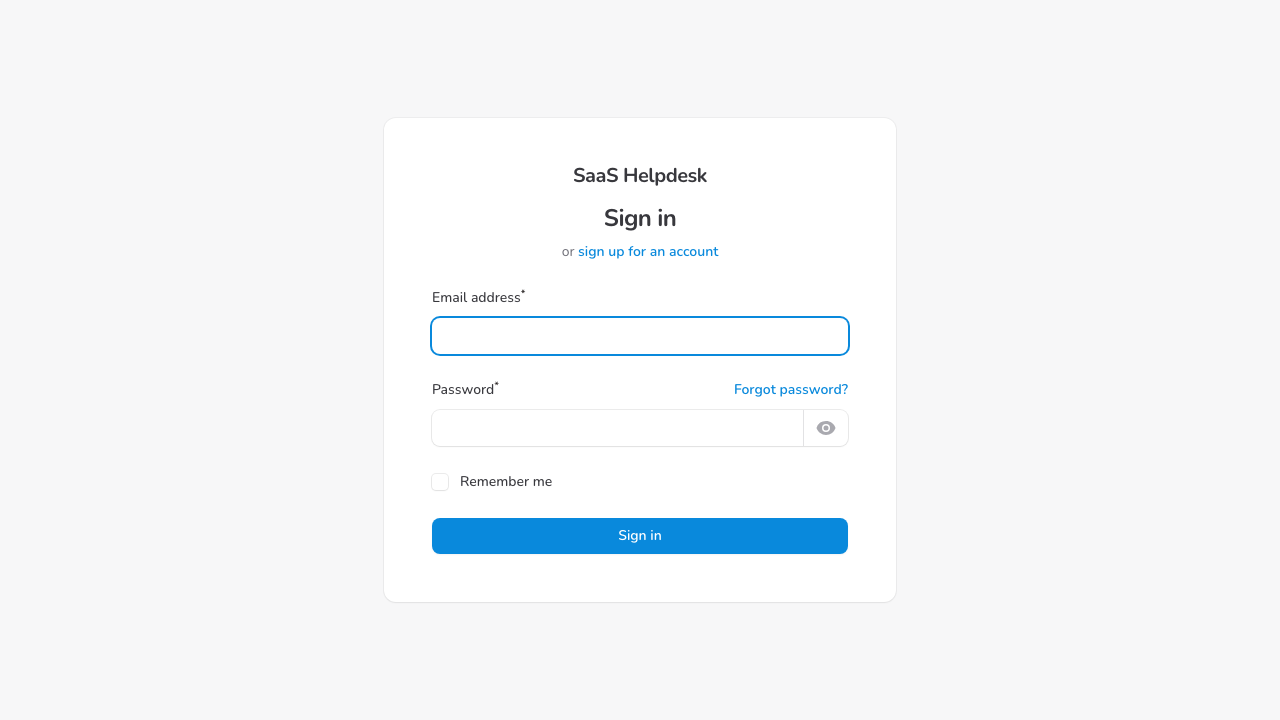 SaaS Helpdesk
Sign in
or sign up for an account
Email address*
Password* Forgot password?
Remember me
Sign in